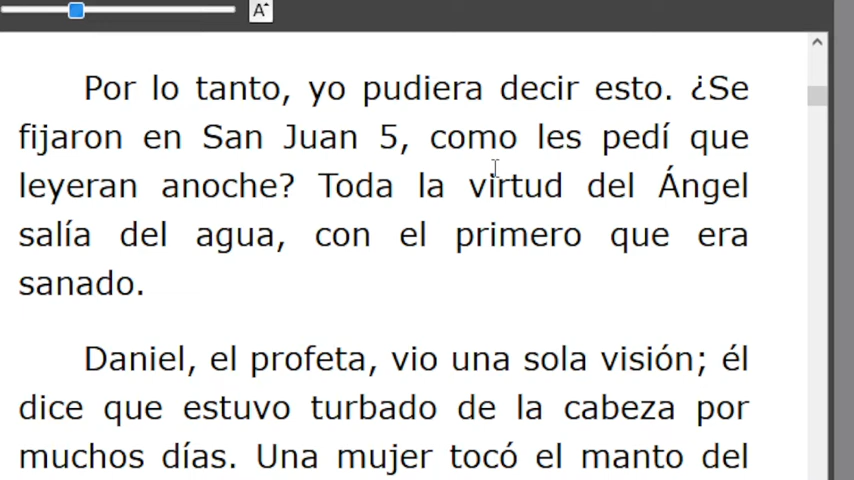 A
Por lo tanto, yo pudiera decir esto. ¿Se
fijaron en San Juan 5, como les pedí que
leyeran anoche? Toda la virtud del Ángel
salía del agua, con el primero que era
sanado.
Daniel, el profeta, vio una sola visión; él
dice que estuvo turbado de la cabeza por
muchos días. Una mujer tocó el manto del